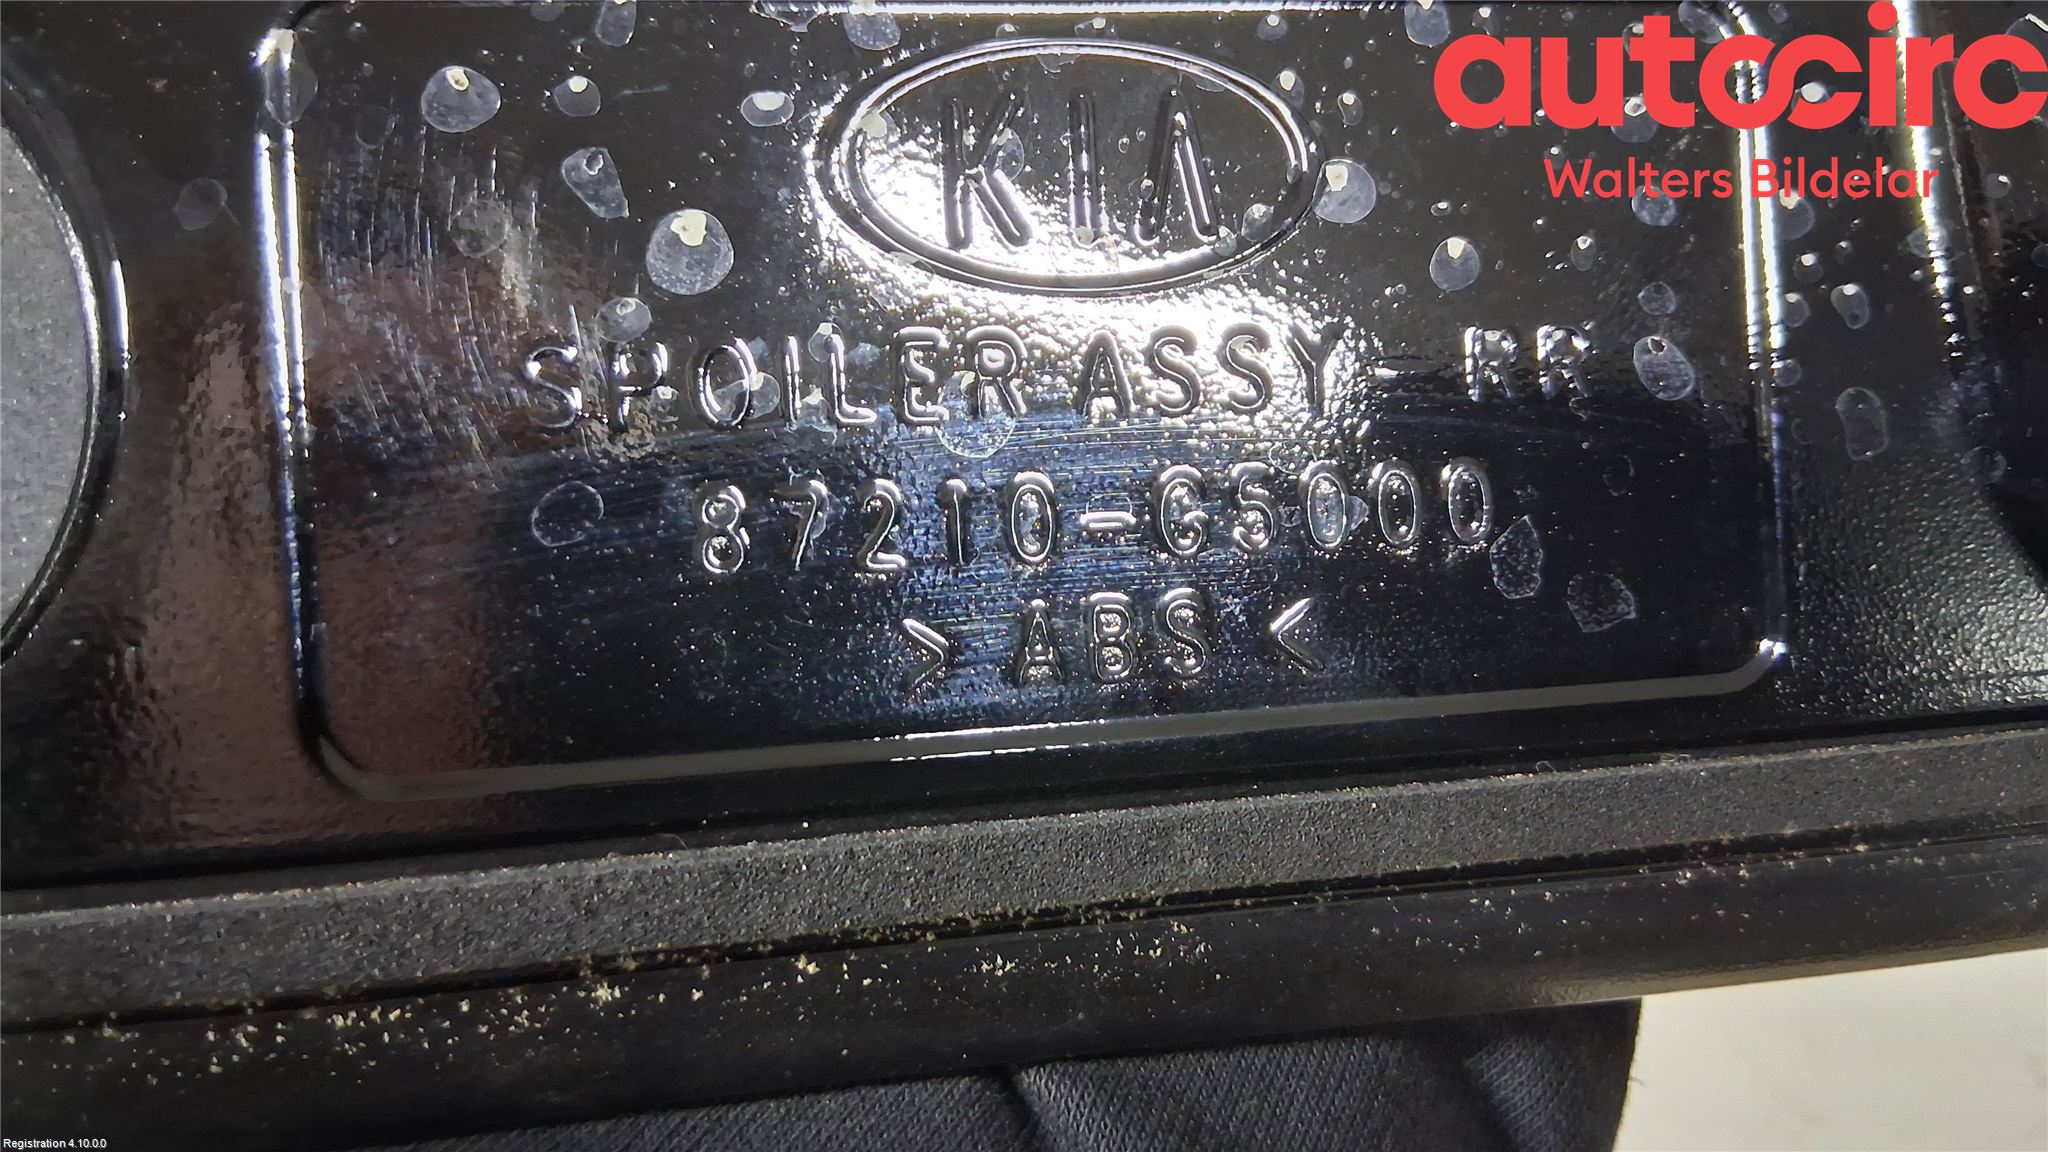 autocirc
Walters Bildelar
KIA
SPOILER ASSY-RR
87210-G5000
>ABS<
Registration 4.10.0.0